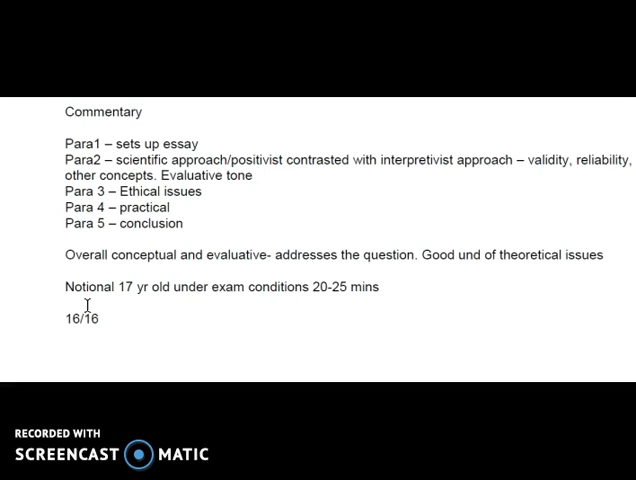 Commentary
Para1 – sets up essay
Para2 – scientific approach/positivist contrasted with interpretivist approach – validity, reliability,
other concepts. Evaluative tone
Para 3 – Ethical issues
Para 4 – practical
Para 5 – conclusion
Overall conceptual and evaluative- addresses the question. Good und of theoretical issues
Notional 17 yr old under exam conditions 20-25 mins
16/16
RECORDED WITH
SCREENCAST MATIC